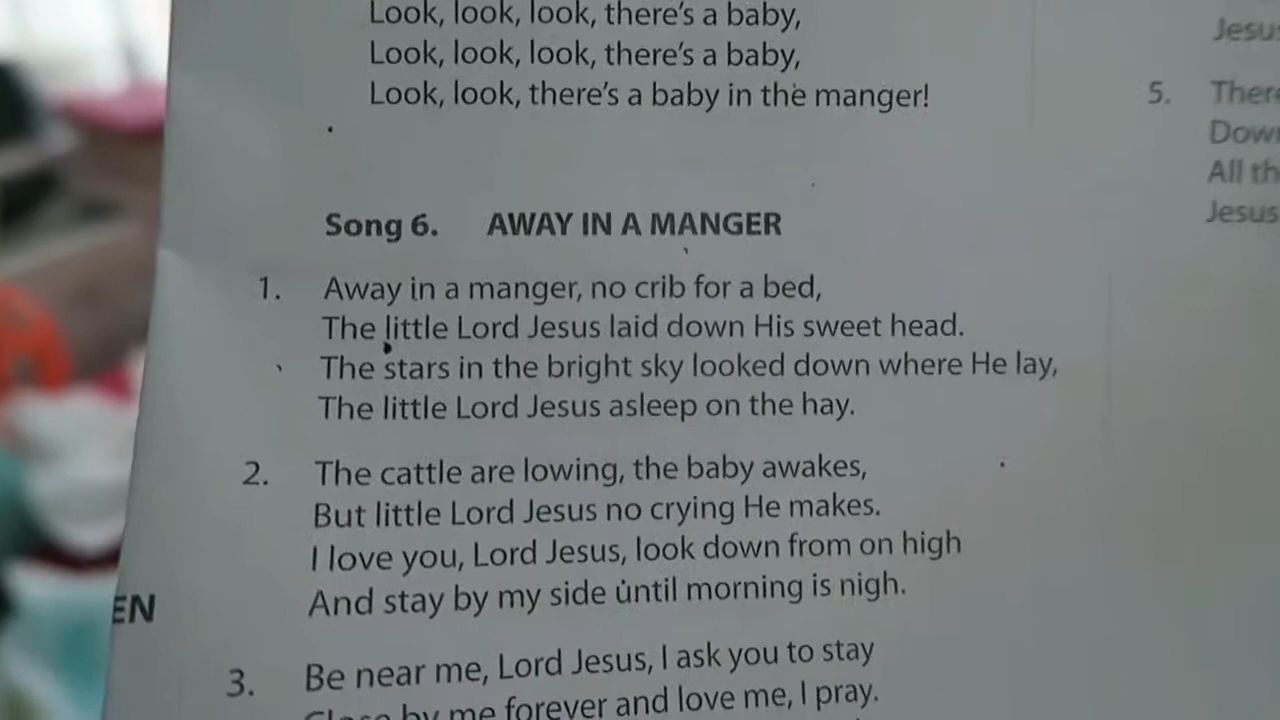 Look, look, look, there's a baby,
Look, look, look, there's a baby,
Look, look, there's a baby in the manger!
Song 6. AWAY IN A MANGER
1. Away in a manger, no crib for a bed,
The little Lord Jesus laid down His sweet head.
The stars in the bright sky looked down where He lay,
The little Lord Jesus asleep on the hay.
2. The cattle are lowing, the baby awakes,
But little Lord Jesus no crying He makes.
I love you, Lord Jesus, look down from on high
And stay by my side until morning is nigh.
3. Be near me, Lord Jesus, I ask you to stay
Close by me forever and love me, I pray.
EN
Jesus
5. There
Down
All th
Jesus